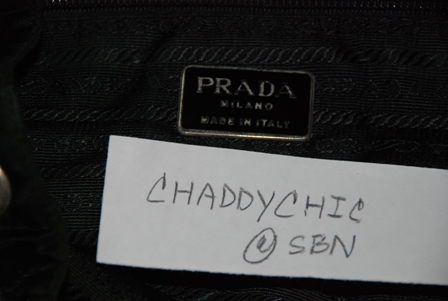 PRADA
MILANO
MADE IN ITALY
CHADDYCHIC
@ SBN